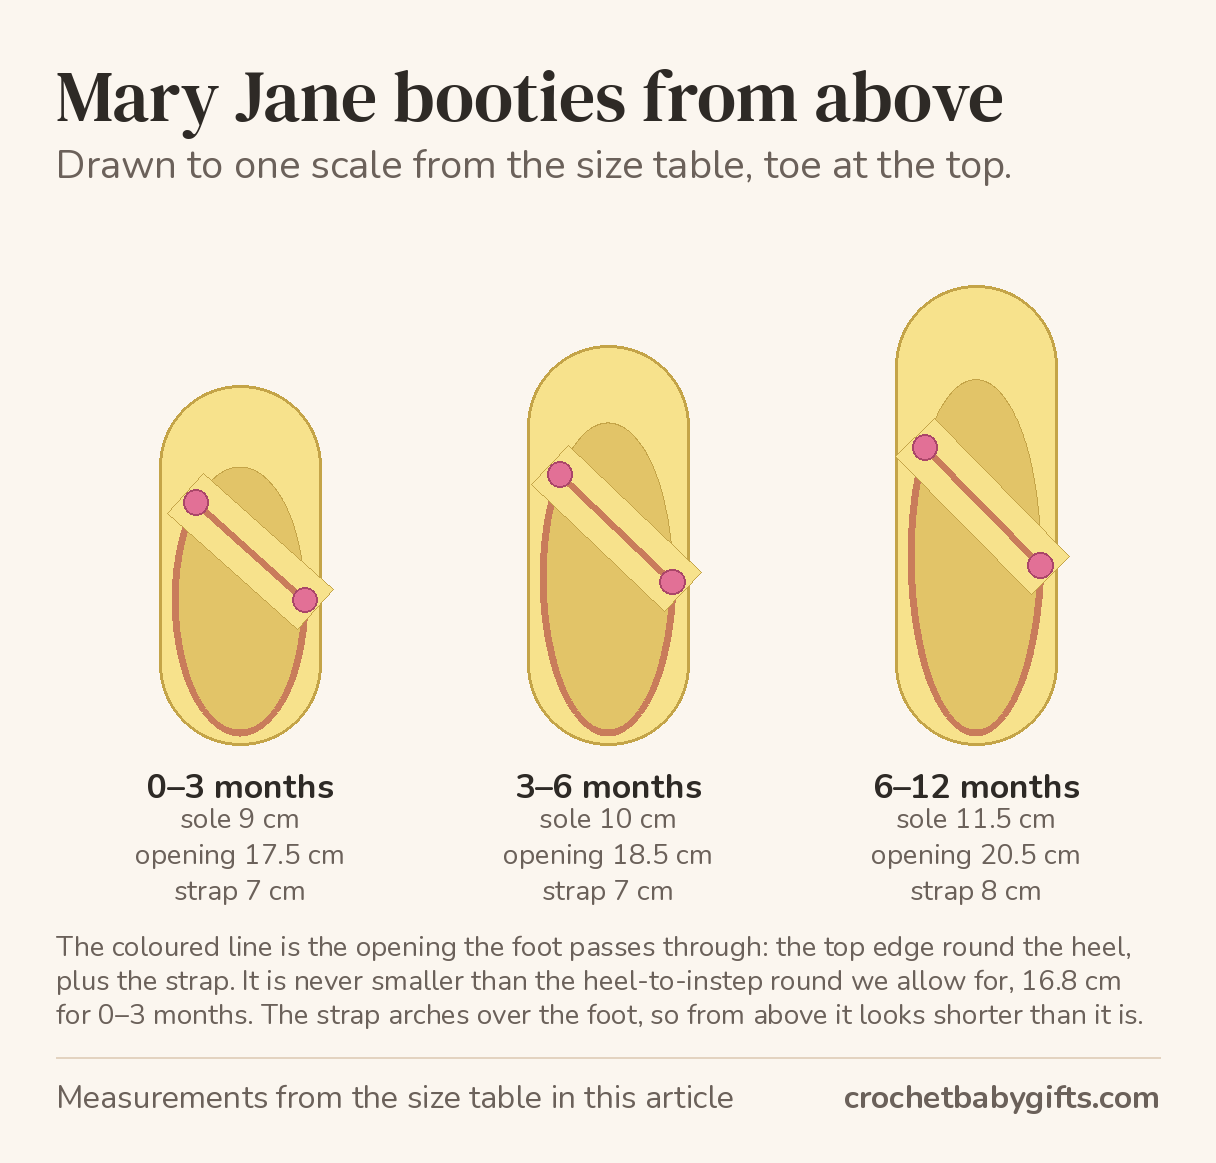 Mary Jane booties from above
Drawn to one scale from the size table, toe at the top.
0–3 months
sole 9 cm
opening 17.5 cm
strap 7 cm
3–6 months
sole 10 cm
opening 18.5 cm
strap 7 cm
6–12 months
sole 11.5 cm
opening 20.5 cm
strap 8 cm
The coloured line is the opening the foot passes through: the top edge round the heel,
plus the strap. It is never smaller than the heel-to-instep round we allow for, 16.8 cm
for 0–3 months. The strap arches over the foot, so from above it looks shorter than it is.
Measurements from the size table in this article
crochetbabygifts.com